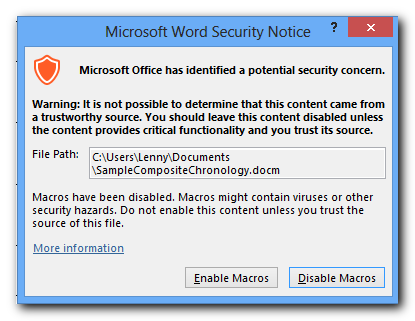 Microsoft Word Security Notice
?
Microsoft Office has identified a potential security concern.
Warning: It is not possible to determine that this content came from
a trustworthy source. You should leave this content disabled unless
the content provides critical functionality and you trust its source.
File Path:
C:\Users\Lenny\Documents
\SampleCompositeChronology.docm
Macros have been disabled. Macros might contain viruses or other
security hazards. Do not enable this content unless you trust the
source of this file.
More information
Enable Macros
Disable Macros